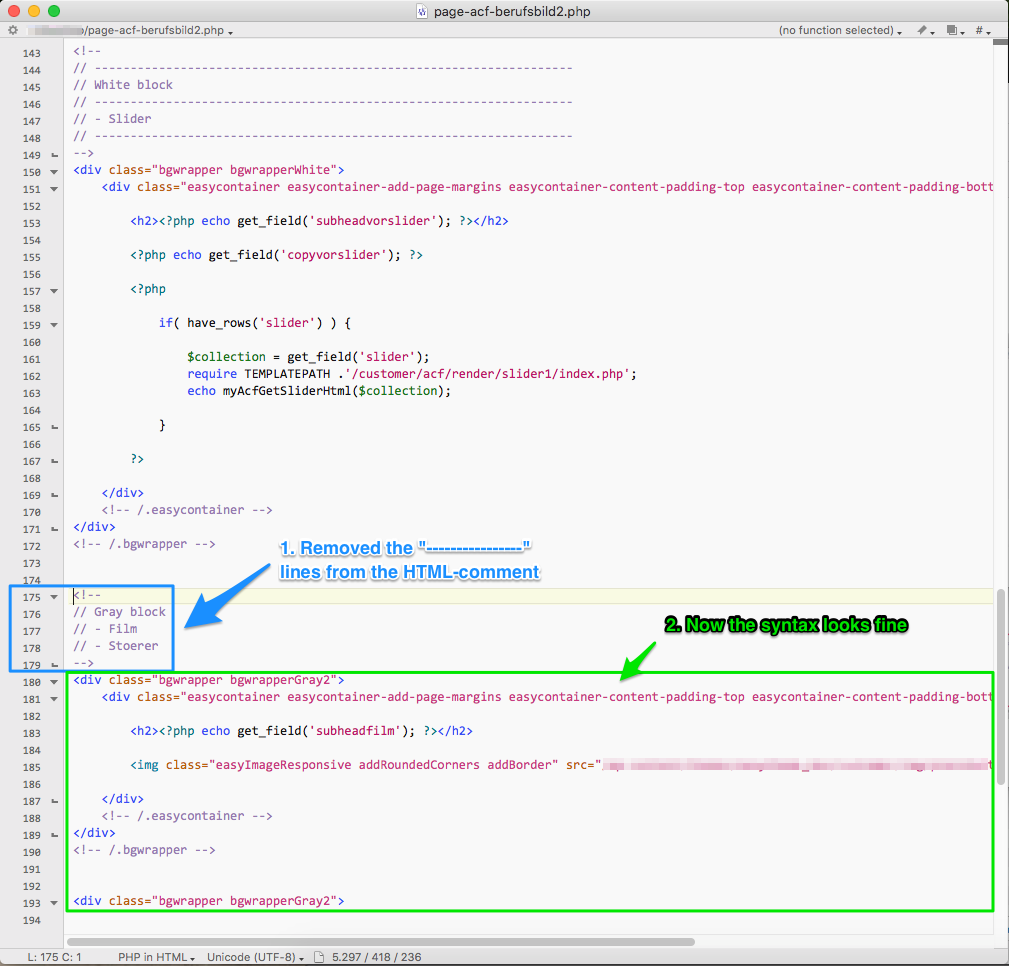 page-acf-berufsbild2.php
/page-acf-berufsbild2.php
(no function selected)
#
143 <!--
144 // -------------------------------------------------------------------
145 // White block
146 // -------------------------------------------------------------------
147 // - Slider
148 // -------------------------------------------------------------------
149 -->
150 <div class="bgwrapper bgwrapperWhite">
151 <div class="easycontainer easycontainer-add-page-margins easycontainer-content-padding-top easycontainer-content-padding-bott
152
153 <h2><?php echo get_field('subheadvorslider'); ?></h2>
154
155 <?php echo get_field('copyvorslider'); ?>
156
157 <?php
158
159 if( have_rows('slider') ) {
160
161 $collection = get_field('slider');
162 require TEMPLATEPATH .'/customer/acf/render/slider1/index.php';
163 echo myAcfGetSliderHtml($collection);
164
165 }
166
167 ?>
168
169 </div>
170 <!-- /.easycontainer -->
171 </div>
172 <!-- /.bgwrapper -->
1. Removed the "----------------"
173
lines from the HTML-comment
174
175 <!--
176 // Gray block
177 // - Film
2. Now the syntax looks fine
178 // - Stoerer
179 -->
180 <div class="bgwrapper bgwrapperGray2">
181 <div class="easycontainer easycontainer-add-page-margins easycontainer-content-padding-top easycontainer-content-padding-bott
182
183 <h2><?php echo get_field('subheadfilm'); ?></h2>
184
185 <img class="easyImageResponsive addRoundedCorners addBorder" src="
186
187 </div>
188 <!-- /.easycontainer -->
189 </div>
190 <!-- /.bgwrapper -->
191
192
193 <div class="bgwrapper bgwrapperGray2">
194
L: 175 C: 1 PHP in HTML Unicode (UTF-8) 5.297 / 418 / 236